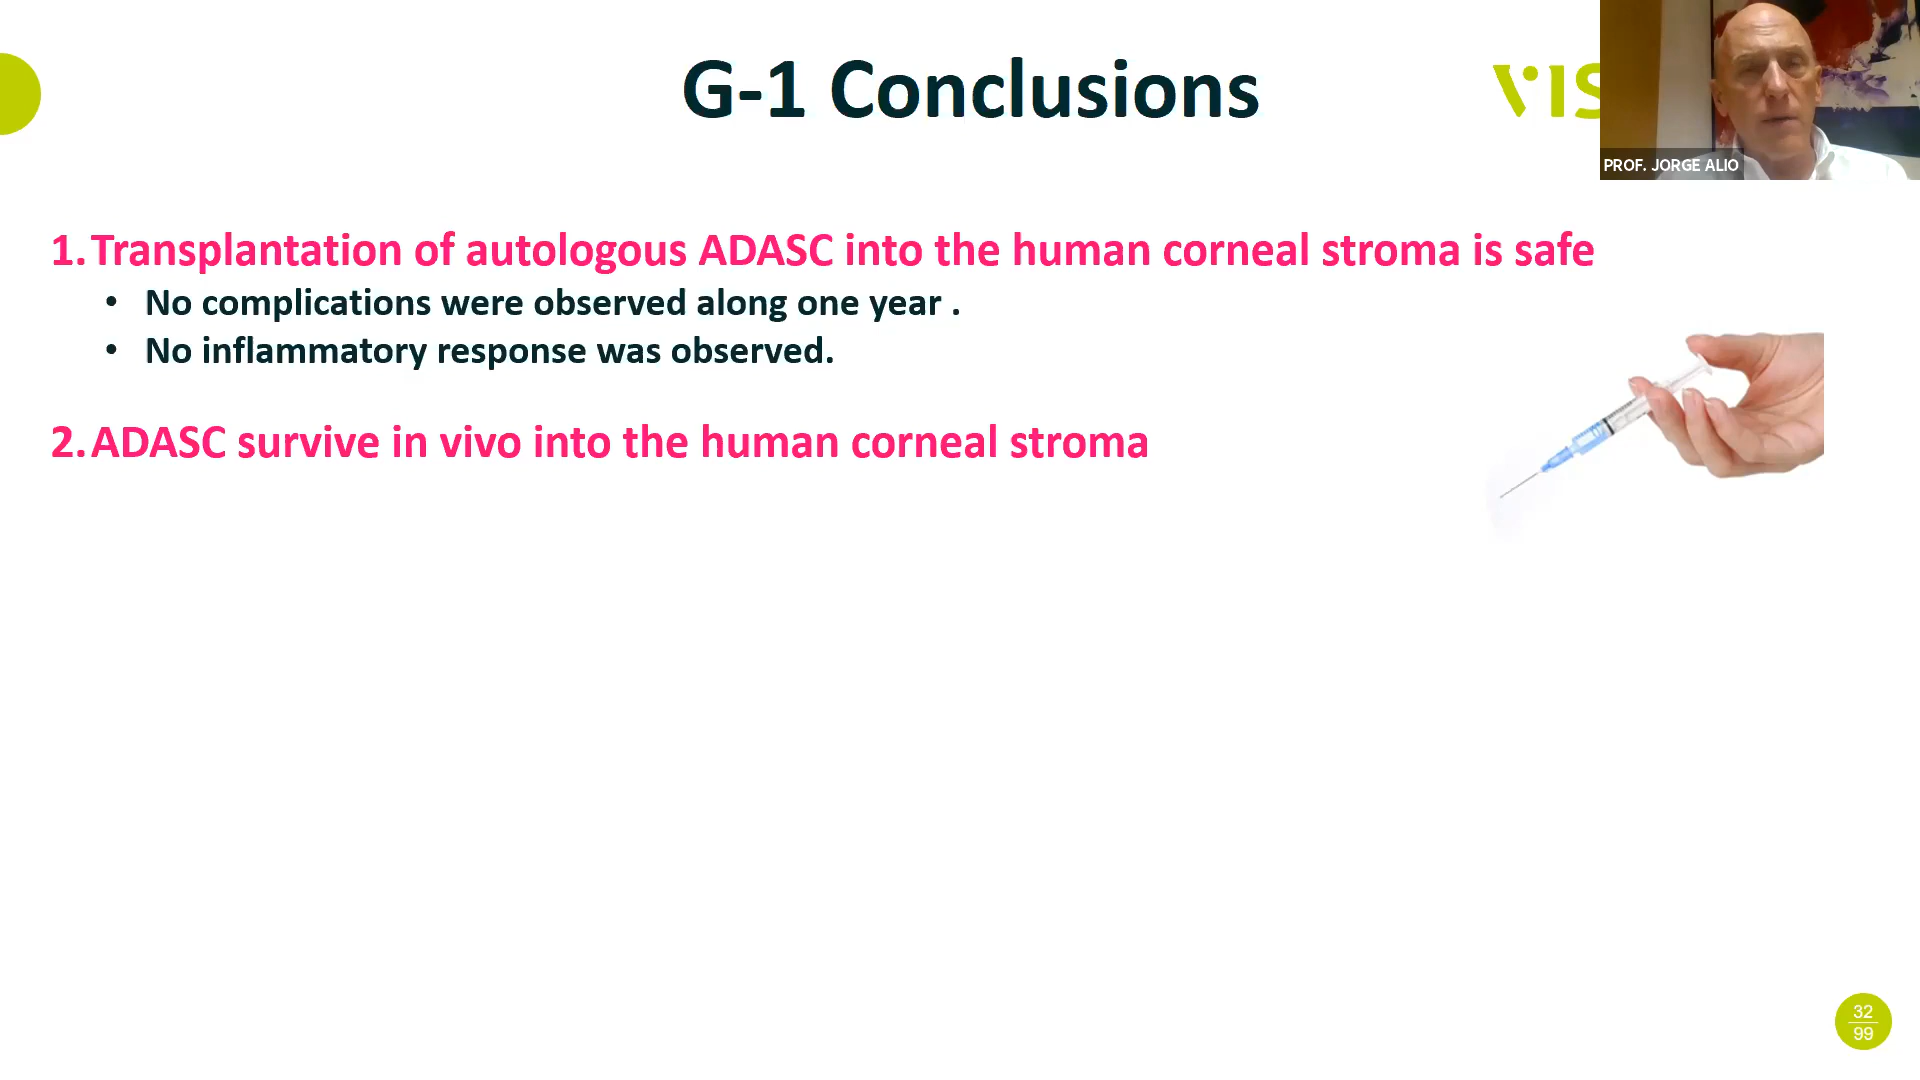 G-1 Conclusions
VIS
PROF. JORGE ALIO
1. Transplantation of autologous ADASC into the human corneal stroma is safe
• No complications were observed along one year .
• No inflammatory response was observed.
2. ADASC survive in vivo into the human corneal stroma
32
99